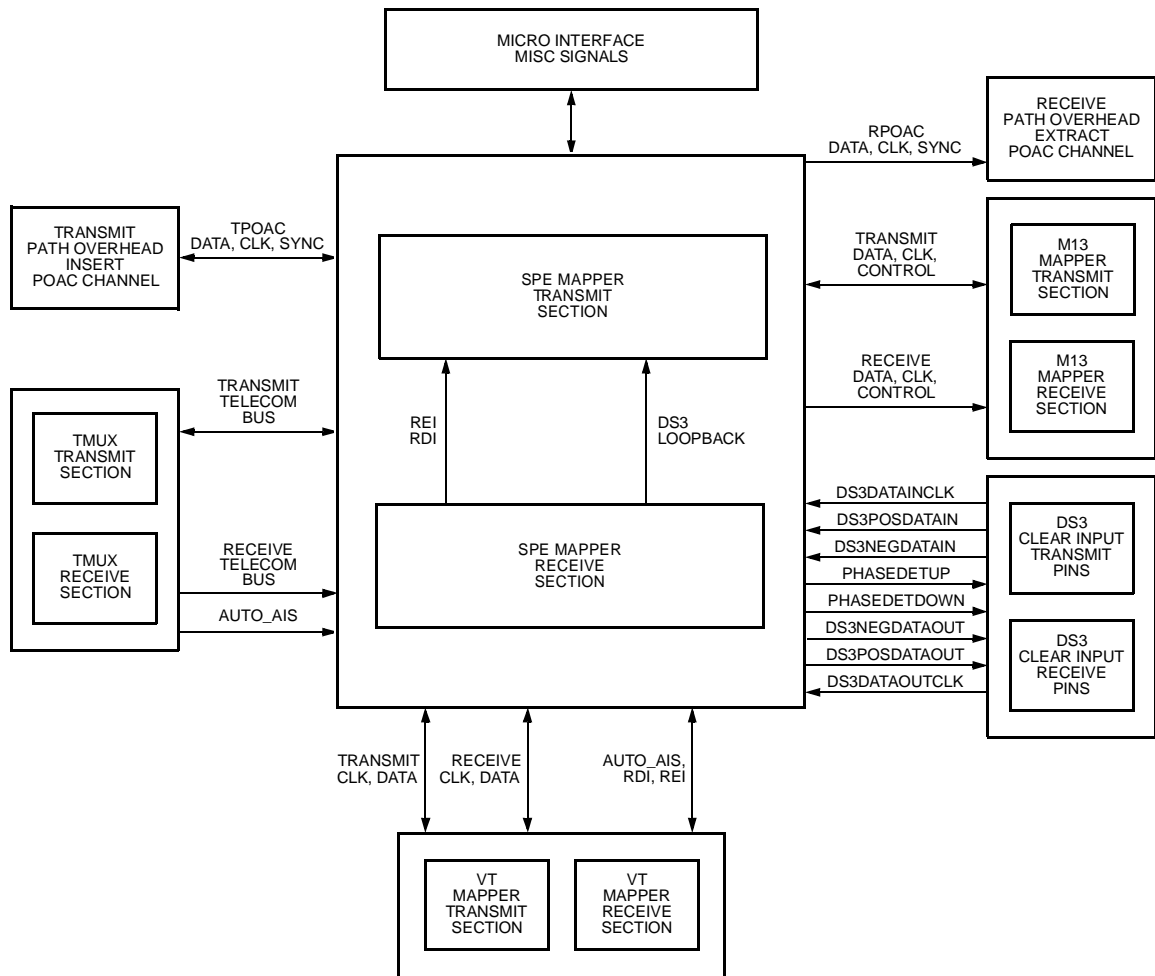 MICRO INTERFACE
MISC SIGNALS
RECEIVE
PATH OVERHEAD
EXTRACT
POAC CHANNEL
RPOAC
DATA, CLK, SYNC
TRANSMIT
PATH OVERHEAD
INSERT
POAC CHANNEL
TPOAC
DATA, CLK, SYNC
SPE MAPPER
TRANSMIT
SECTION
TRANSMIT
DATA, CLK,
CONTROL
M13
MAPPER
TRANSMIT
SECTION
RECEIVE
DATA, CLK,
CONTROL
M13
MAPPER
RECEIVE
SECTION
TRANSMIT
TELECOM
BUS
TMUX
TRANSMIT
SECTION
REI
RDI
DS3
LOOPBACK
TMUX
RECEIVE
SECTION
RECEIVE
TELECOM
BUS
AUTO_AIS
SPE MAPPER
RECEIVE
SECTION
DS3DATAINCLK
DS3POSDATAIN
DS3NEGDATAIN
PHASEDETUP
PHASEDETDOWN
DS3NEGDATAOUT
DS3POSDATAOUT
DS3DATAOUTCLK
DS3
CLEAR INPUT
TRANSMIT
PINS
DS3
CLEAR INPUT
RECEIVE
PINS
TRANSMIT
CLK, DATA
RECEIVE
CLK, DATA
AUTO_AIS,
RDI, REI
VT
MAPPER
TRANSMIT
SECTION
VT
MAPPER
RECEIVE
SECTION